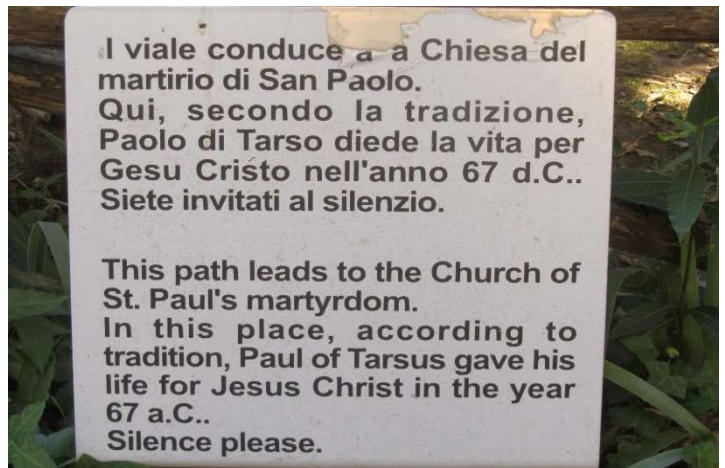 l viale conduce a a Chiesa del
martirio di San Paolo.
Qui, secondo la tradizione,
Paolo di Tarso diede la vita per
Gesu Cristo nell'anno 67 d.C..
Siete invitati al silenzio.
This path leads to the Church of
St. Paul's martyrdom.
In this place, according to
tradition, Paul of Tarsus gave his
life for Jesus Christ in the year
67 a.C..
Silence please.